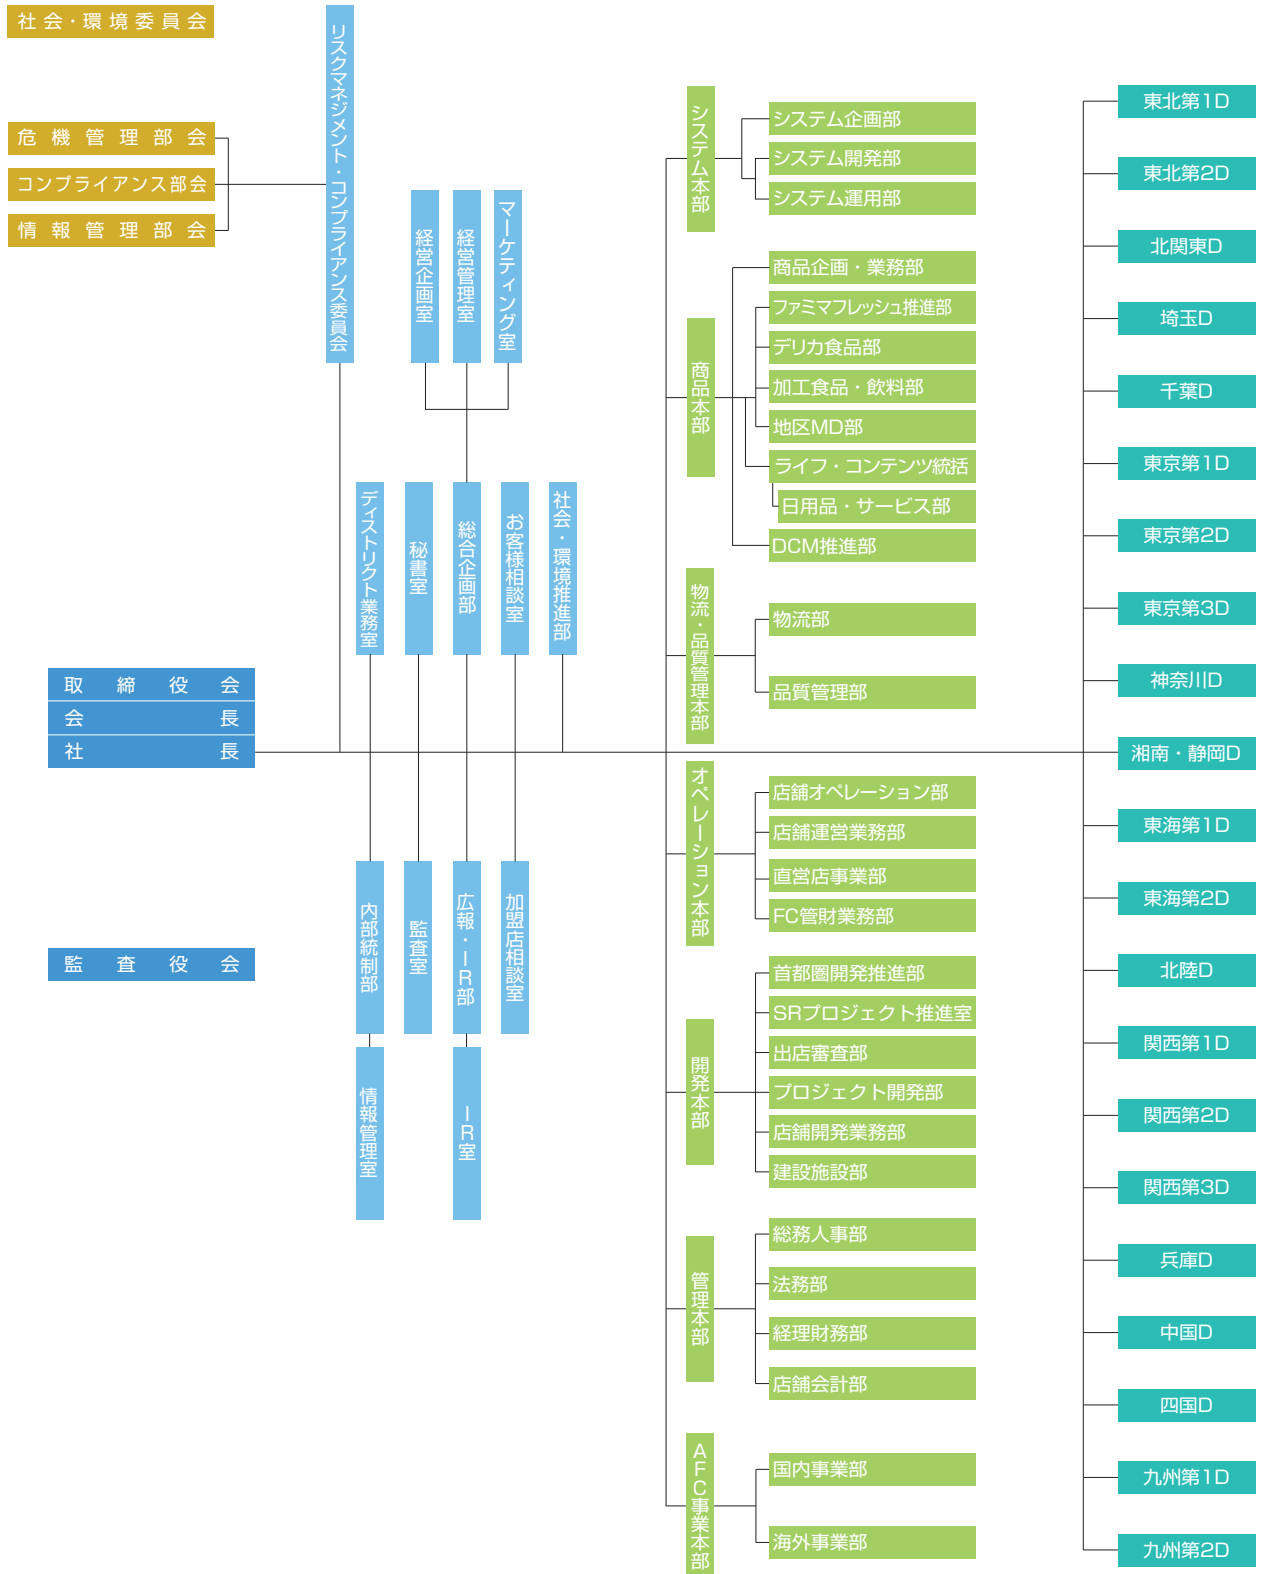 社会・環境委員会
危機管理部会
コンプライアンス部会
情報管理部会
リスクマネジメント・コンプライアンス委員会
経営企画室
経営管理室
マーケティング室
ディストリクト業務室
秘書室
総合企画部
お客様相談室
社会・環境推進部
取締役会
会長
社長
監査役会
内部統制部
監査室
広報・IR部
加盟店相談室
情報管理室
IR室
システム本部
システム企画部
システム開発部
システム運用部
商品本部
商品企画・業務部
ファミマフレッシュ推進部
デリカ食品部
加工食品・飲料部
地区MD部
ライフ・コンテンツ統括
日用品・サービス部
DCM推進部
物流・品質管理本部
物流部
品質管理部
オペレーション本部
店舗オペレーション部
店舗運営業務部
直営店事業部
FC管財業務部
開発本部
首都圏開発推進部
SRプロジェクト推進室
出店審査部
プロジェクト開発部
店舗開発業務部
建設施設部
管理本部
総務人事部
法務部
経理財務部
店舗会計部
AFC事業本部
国内事業部
海外事業部
東北第1D
東北第2D
北関東D
埼玉D
千葉D
東京第1D
東京第2D
東京第3D
神奈川D
湘南・静岡D
東海第1D
東海第2D
北陸D
関西第1D
関西第2D
関西第3D
兵庫D
中国D
四国D
九州第1D
九州第2D